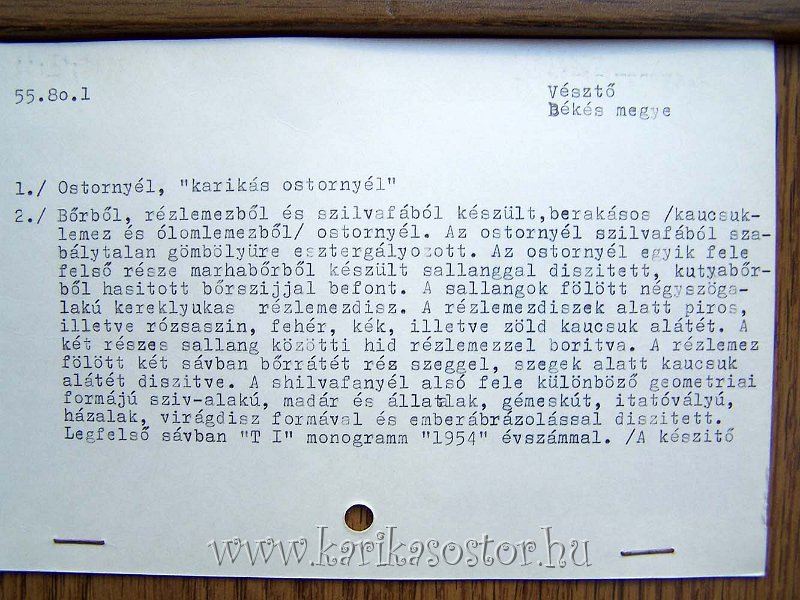 55.80.1
Vésztő
Békés megye
1./ Ostornyél, "karikás ostornyél"
2./ Bőrből, rézlemezből és szilvafából készült,berakásos /kaucsuk-
lemez és ólomlemezből/ ostornyél. Az ostornyél szilvafából sza-
bálytalan gömbölyüre esztergályozott. Az ostornyél egyik fele
felső része marhabőrből készült sallanggal diszitett, kutyabőr-
ből hasitott bőrszijjal befont. A sallangok fölött négyszöga-
lakú kereklyukas rézlemezdisz. A rézlemezdiszek alatt piros,
illetve rózsaszin, fehér, kék, illetve zöld kaucsuk alátét. A
két részes sallang közötti hid rézlemezzel boritva. A rézlemez
fölött két sávban bőrrátét réz szeggel, szegek alatt kaucsuk
alátét diszitve. A shilvafanyél alsó fele különböző geometriai
formájú sziv-alakú, madár és állatalak, gémeskút, itatóvályú,
házalak, virágdisz formával és emberábrázolással diszitett.
Legfelső sávban "T I" monogramm "1954" évszámmal. /A készitő
www.karikasostor.hu